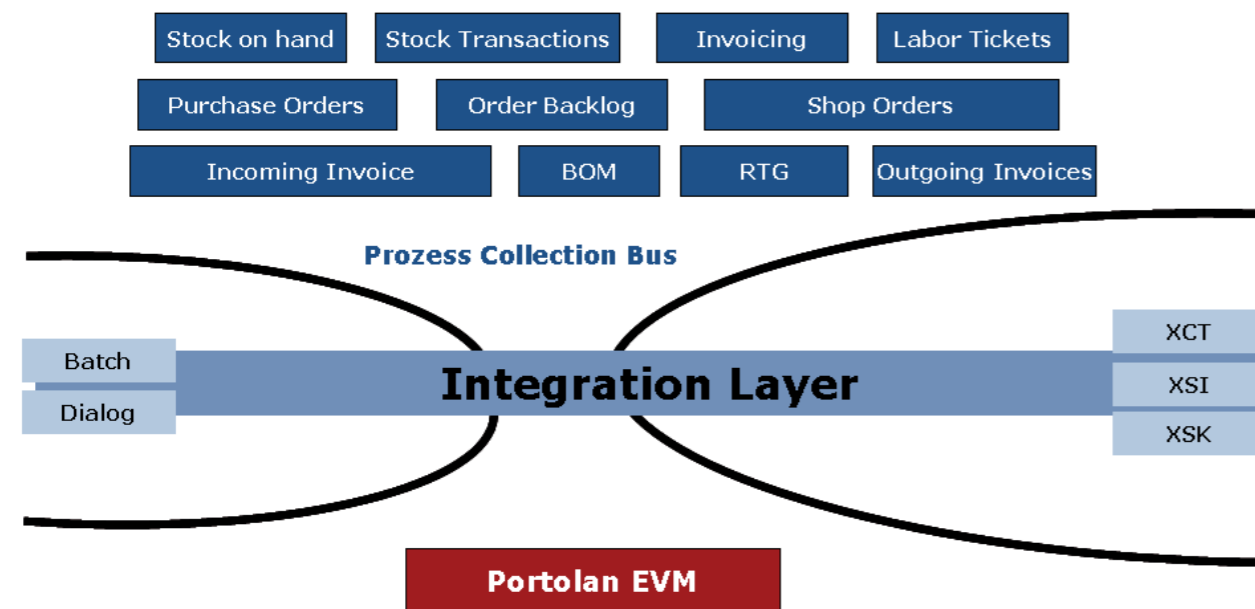 Stock on hand
Stock Transactions
Invoicing
Labor Tickets
Purchase Orders
Order Backlog
Shop Orders
Incoming Invoice
BOM
RTG
Outgoing Invoices
Prozess Collection Bus
Batch
Dialog
Integration Layer
XCT
XSI
XSK
Portolan EVM